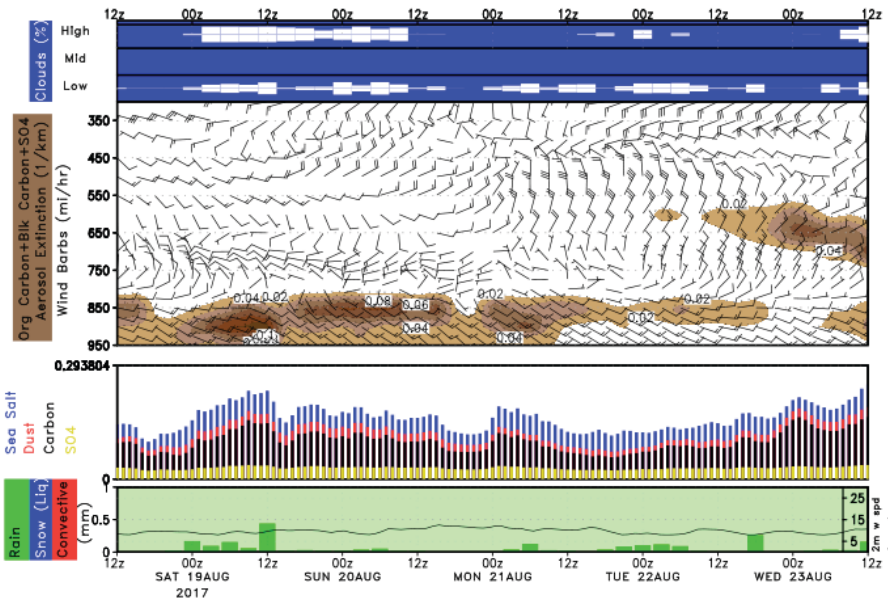 12z 00z 12z 00z 12z 00z 12z 00z 12z 00z 12z
Clouds (%)
High
Mid
Low
Org Carbon+Blk Carbon+SO4
Aerosol Extinction (1/km)
Wind Barbs (mi/hr)
350
450
550
650
750
850
950
0.02
0.04
0.04 0.02
0.08
0.06
0.02
0.02
0.02
0.1
0.04
0.04
0.293804
0
Sea Salt
Dust
Carbon
SO4
Rain
Snow (Liq)
Convective
(mm)
1
0.5
0
25
15
5
2m w spd
12z 00z 12z 00z 12z 00z 12z 00z 12z 00z 12z
SAT 19AUG SUN 20AUG MON 21AUG TUE 22AUG WED 23AUG
2017